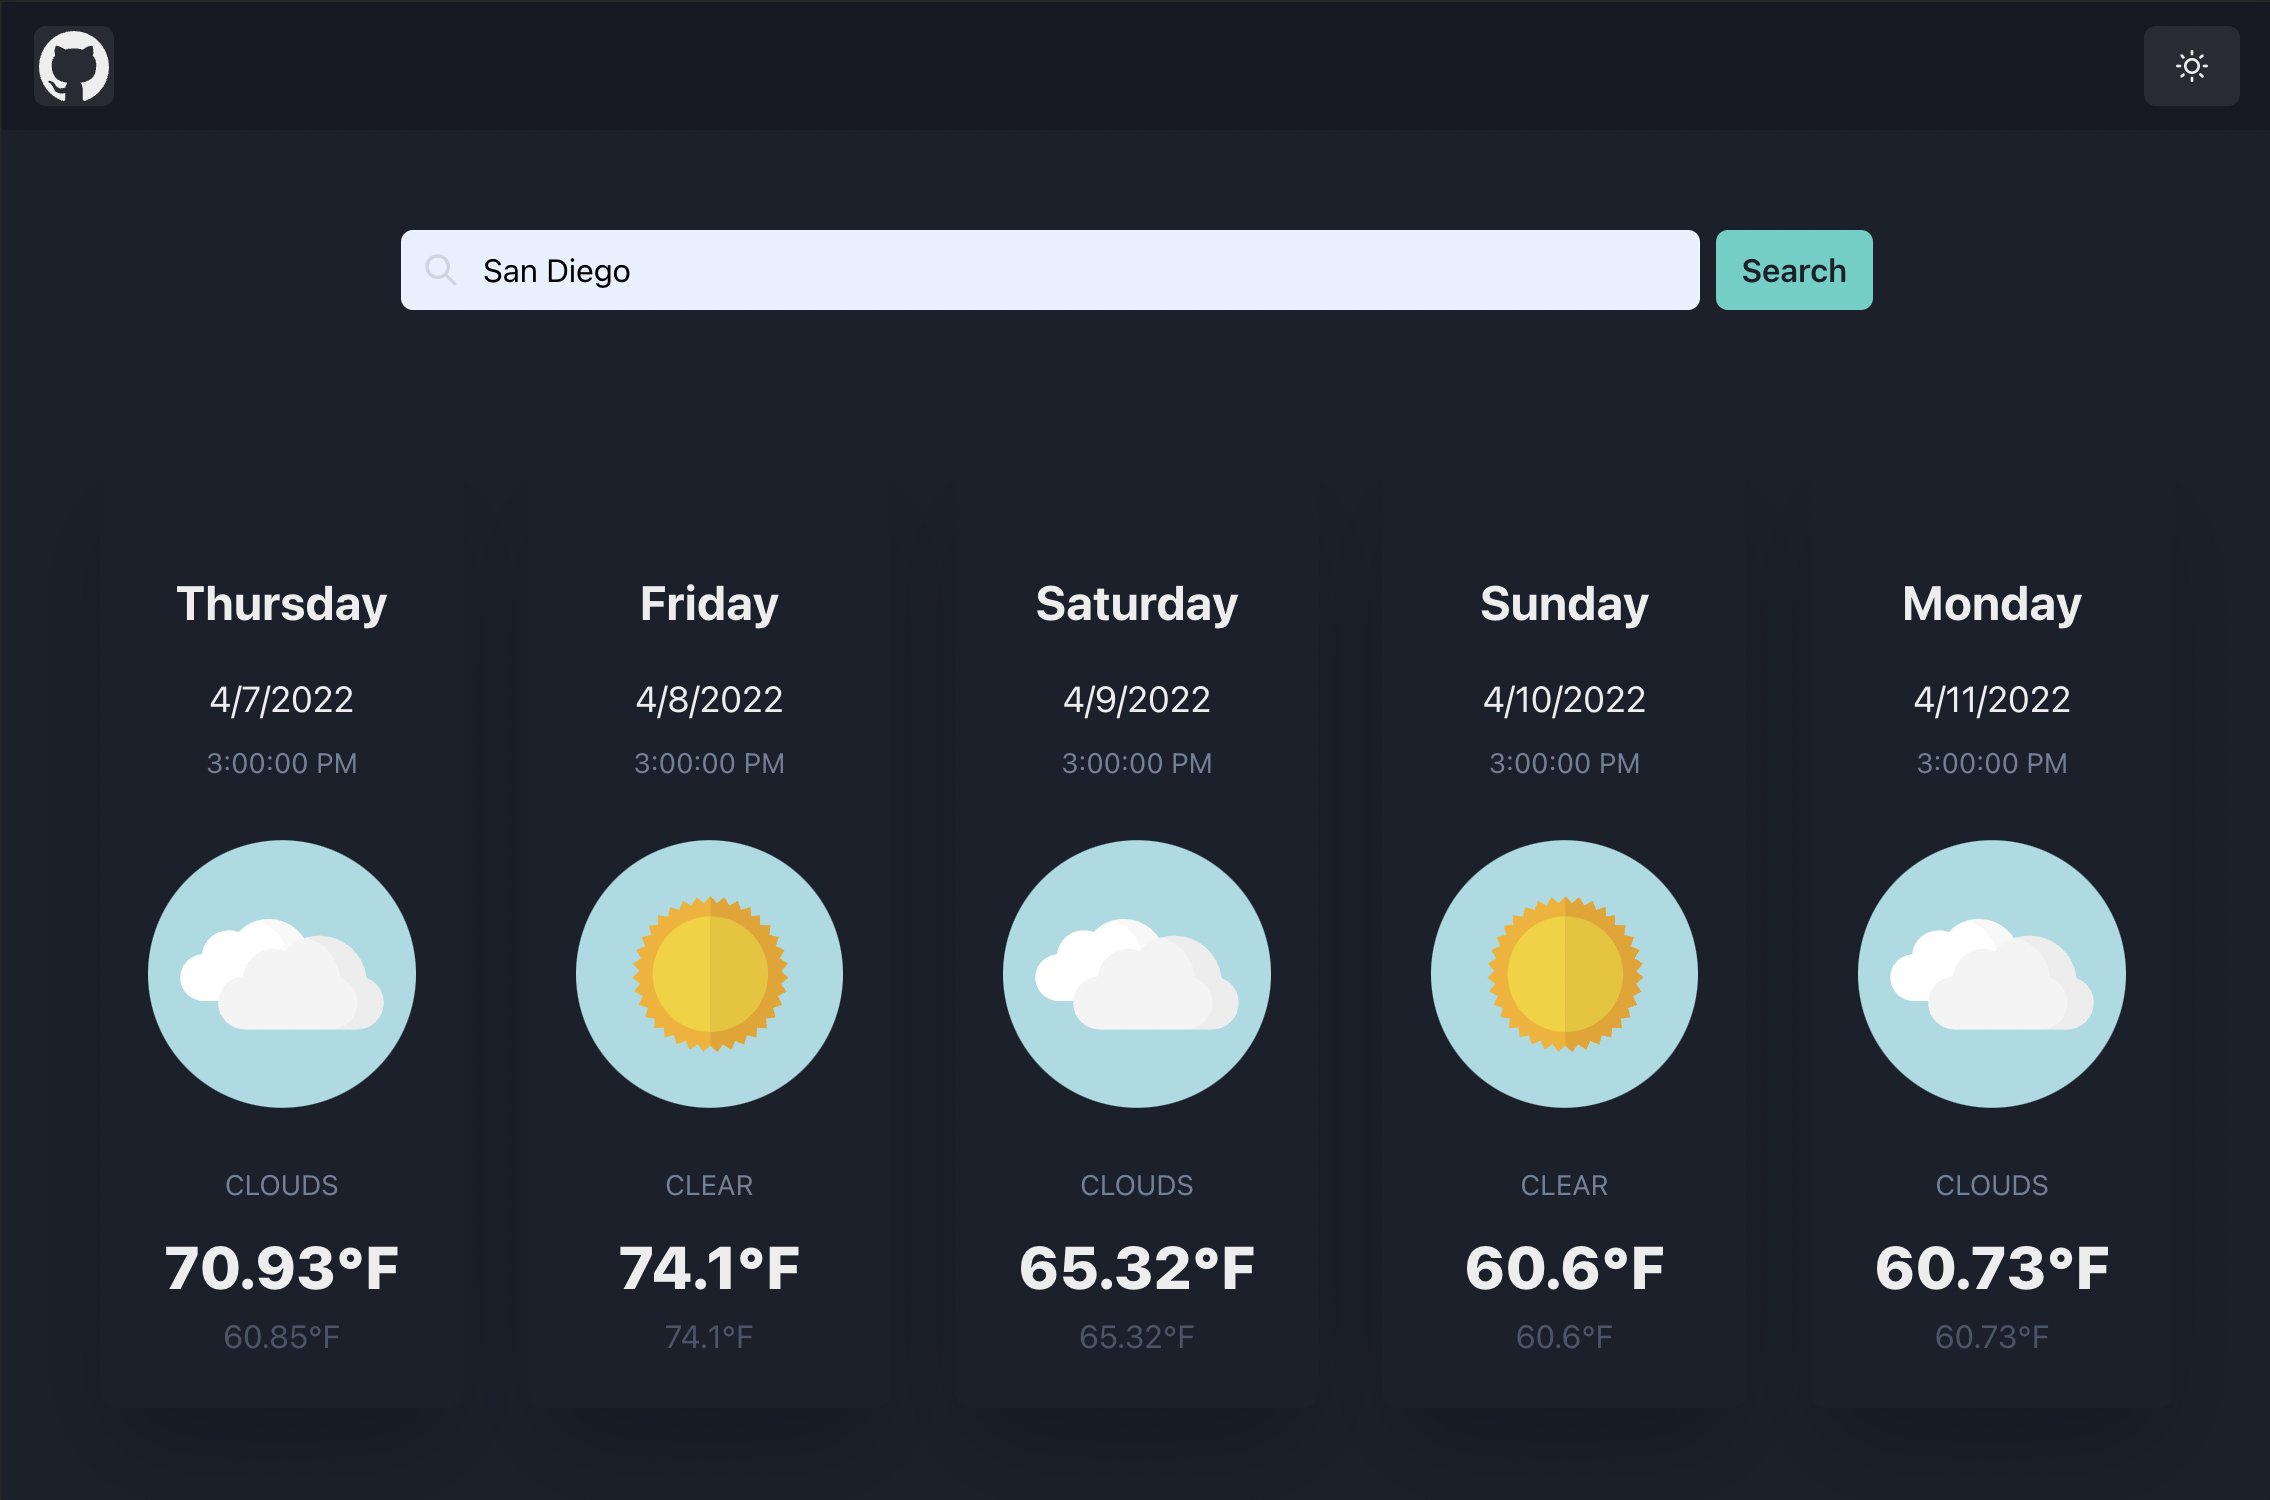 San Diego
Search
Thursday
4/7/2022
3:00:00 PM
CLOUDS
70.93°F
60.85°F
Friday
4/8/2022
3:00:00 PM
CLEAR
74.1°F
74.1°F
Saturday
4/9/2022
3:00:00 PM
CLOUDS
65.32°F
65.32°F
Sunday
4/10/2022
3:00:00 PM
CLEAR
60.6°F
60.6°F
Monday
4/11/2022
3:00:00 PM
CLOUDS
60.73°F
60.73°F